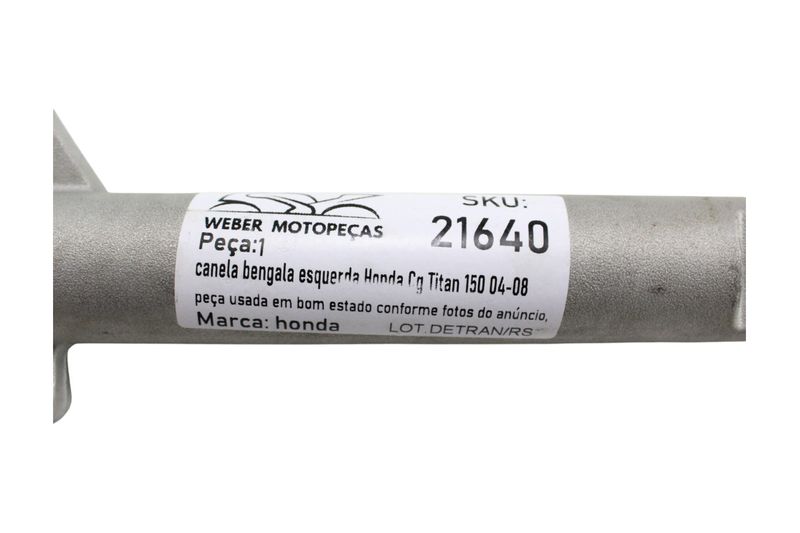 WEBER MOTOPEÇAS
SKU:
21640
Peça:1
canela bengala esquerda Honda Cg Titan 150 04-08
peça usada em bom estado conforme fotos do anúncio,
Marca: honda
LOT.DETRAN/RS